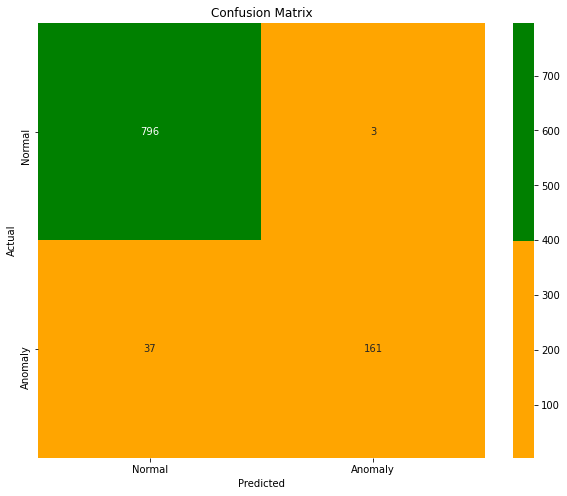 Confusion Matrix
Actual
Normal
Anomaly
796
3
37
161
Normal
Anomaly
Predicted
700
600
500
400
300
200
100